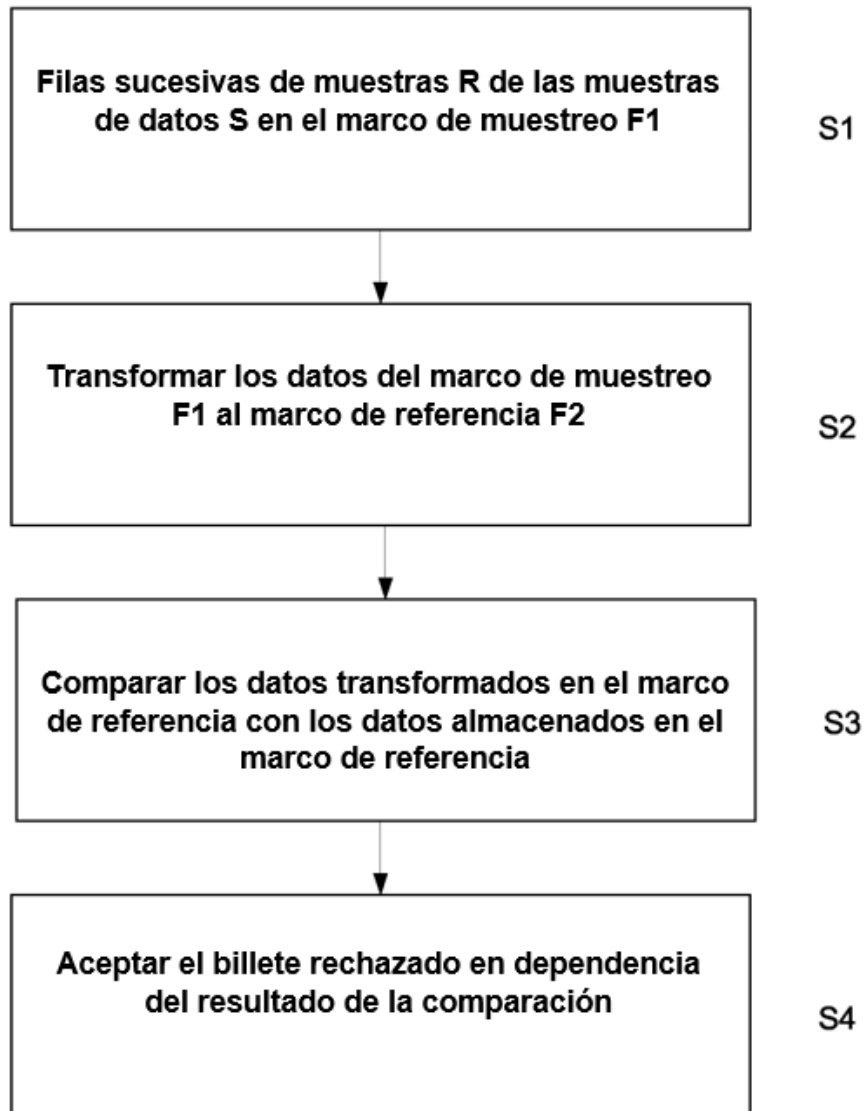 Filas sucesivas de muestras R de las muestras
de datos S en el marco de muestreo F1
S1
Transformar los datos del marco de muestreo
F1 al marco de referencia F2
S2
Comparar los datos transformados en el marco
de referencia con los datos almacenados en el
marco de referencia
S3
Aceptar el billete rechazado en dependencia
del resultado de la comparación
S4